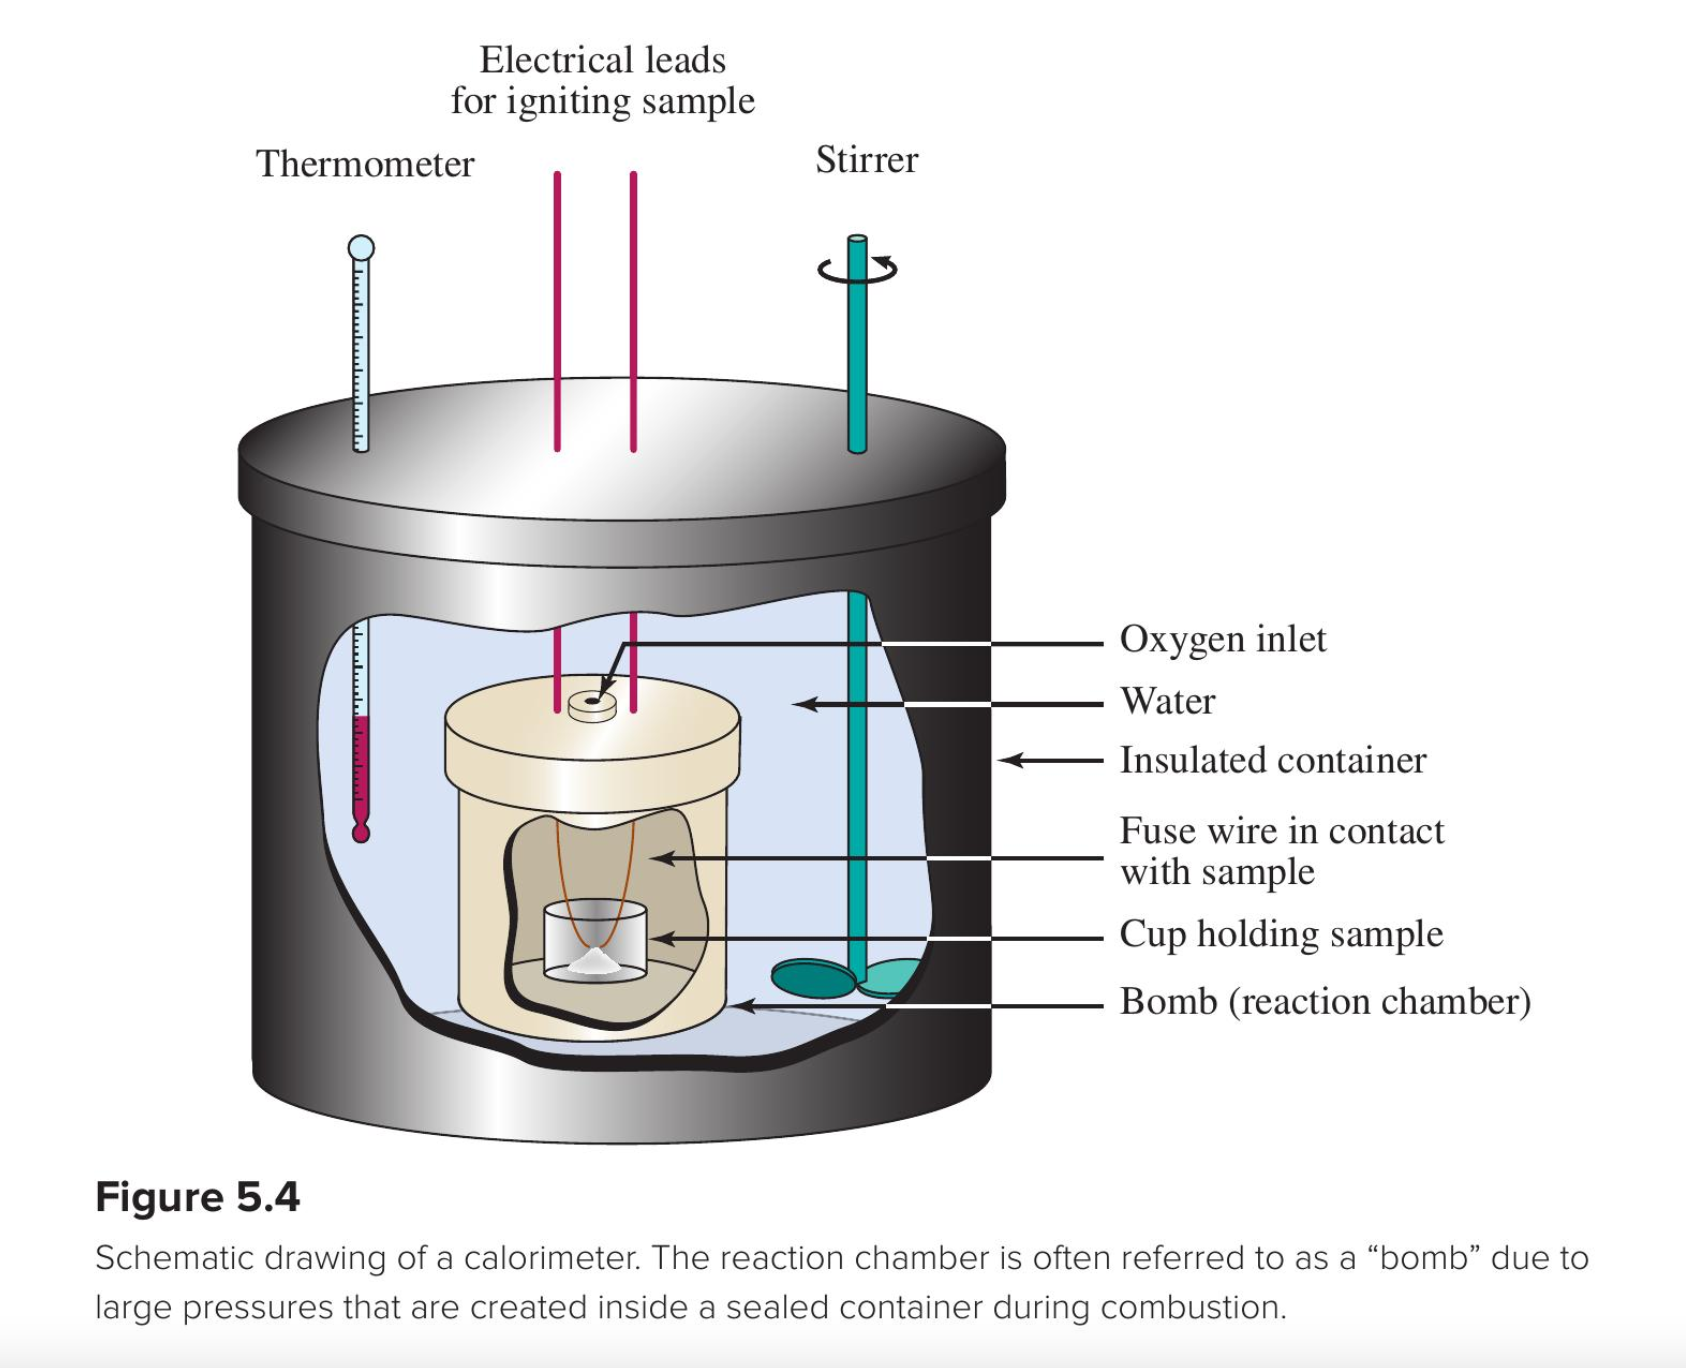 Electrical leads
for igniting sample
Thermometer
Stirrer
Oxygen inlet
Water
Insulated container
Fuse wire in contact
with sample
Cup holding sample
Bomb (reaction chamber)
Figure 5.4
Schematic drawing of a calorimeter. The reaction chamber is often referred to as a “bomb” due to
large pressures that are created inside a sealed container during combustion.